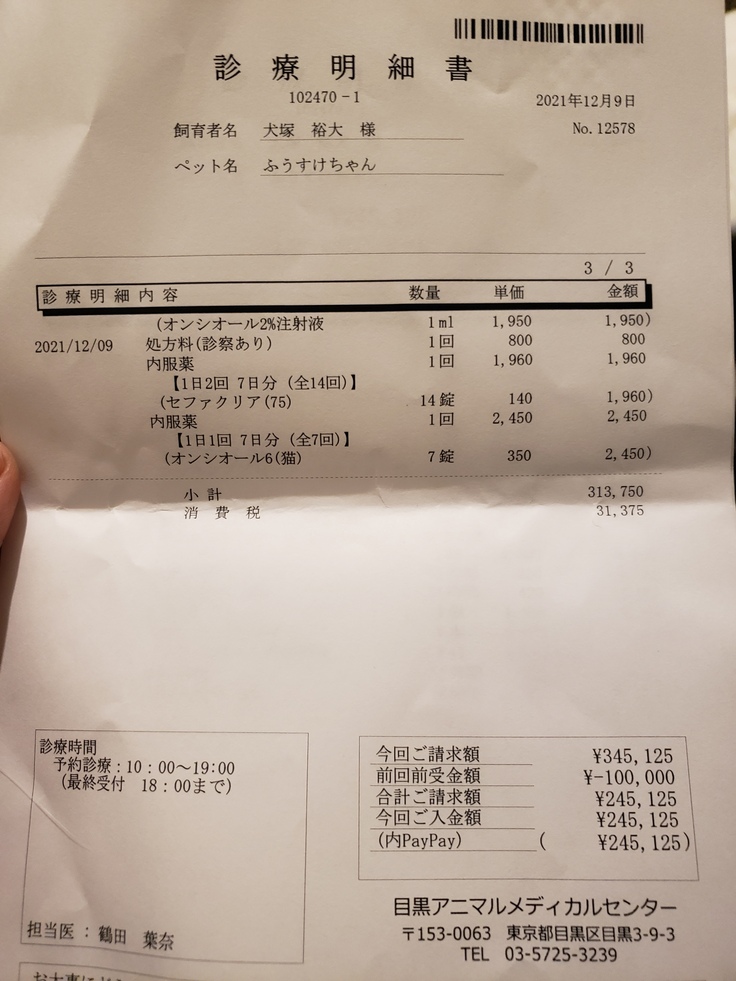 診療明細書
102470-1
2021年12月9日
飼育者名 犬塚 裕大 様
No.12578
ペット名 ふうすけちゃん
3 / 3
診療明細内容 数量 単価 金額
(オンシオール2%注射液 1ml 1,950 1,950)
2021/12/09 処方料(診察あり) 1回 800 800
内服薬 1回 1,960 1,960
【1日2回 7日分 (全14回)】
(セファクリア(75) 14錠 140 1,960)
内服薬 1回 2,450 2,450
【1日1回 7日分 (全7回)】
(オンシオール6(猫) 7錠 350 2,450)
小計 313,750
消費税 31,375
診療時間
予約診療:10:00～19:00
(最終受付 18:00まで)
担当医:鶴田 葉奈
今回ご請求額 ¥345,125
前回前受金額 ¥-100,000
合計ご請求額 ¥245,125
今回ご入金額 ¥245,125
(内PayPay) ( ¥245,125)
目黒アニマルメディカルセンター
〒153-0063 東京都目黒区目黒3-9-3
TEL 03-5725-3239